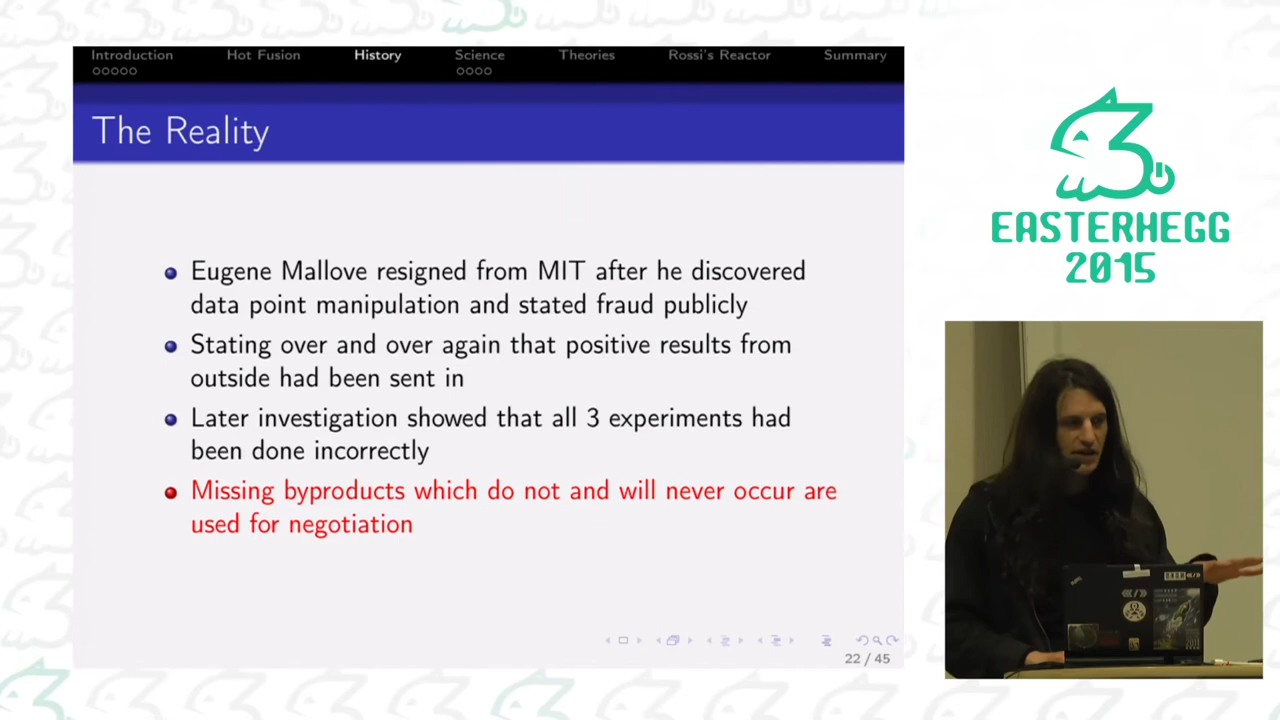 Introduction Hot Fusion History Science Theories Rossi's Reactor Summary
The Reality
Eugene Mallove resigned from MIT after he discovered
data point manipulation and stated fraud publicly
Stating over and over again that positive results from
outside had been sent in
Later investigation showed that all 3 experiments had
been done incorrectly
Missing byproducts which do not and will never occur are
used for negotiation
22 / 45
EASTERHEGG
2015